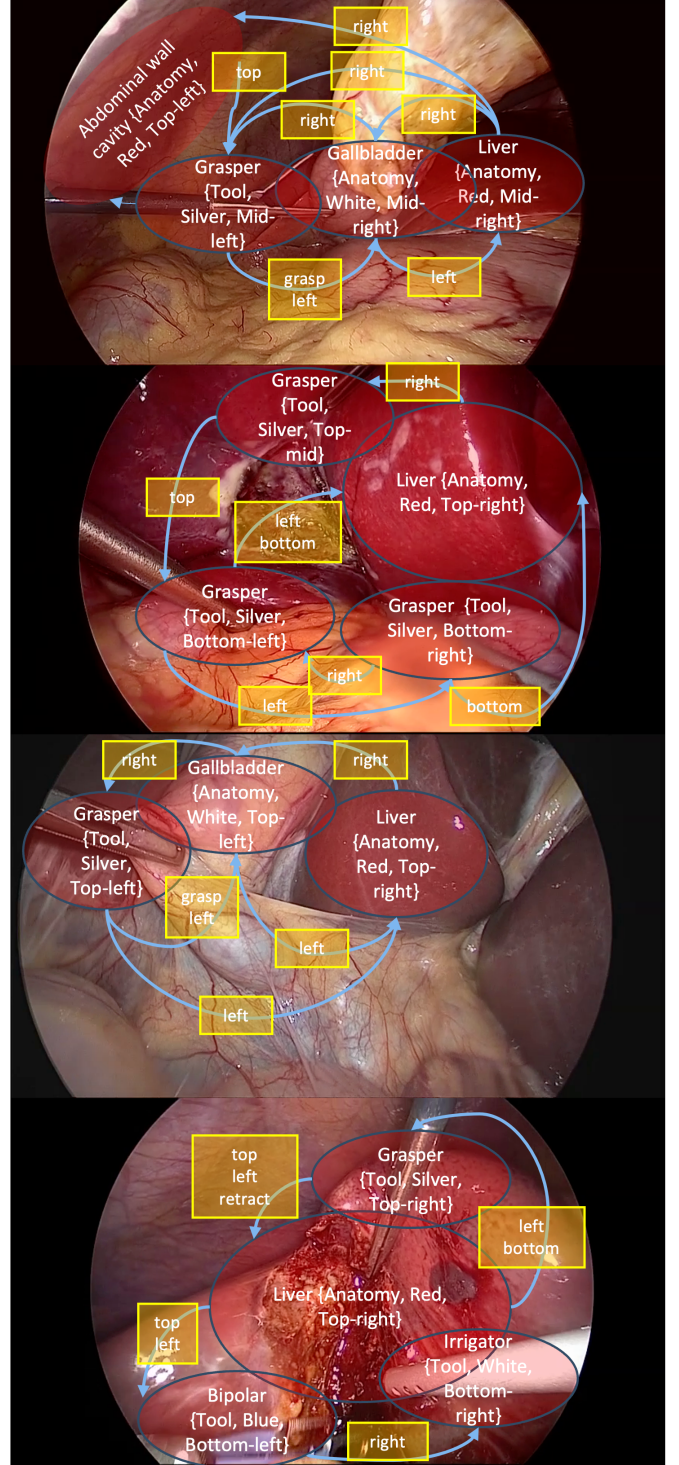 right
top
right
Abdominal wall
cavity {Anatomy,
Red, Top-left}
right
right
Grasper
{Tool,
Silver, Mid-
left}
Gallbladder
{Anatomy,
White, Mid-
right}
Liver
{Anatomy,
Red, Mid-
right}
grasp
left
left
Grasper
{Tool,
Silver, Top-
mid}
right
Liver {Anatomy,
Red, Top-right}
top
left
bottom
Grasper
{Tool, Silver,
Bottom-left}
Grasper {Tool,
Silver, Bottom-
right}
right
left
bottom
right
right
Gallbladder
{Anatomy,
White, Top-
left}
Grasper
{Tool,
Silver,
Top-left}
Liver
{Anatomy,
Red, Top-
right}
grasp
left
left
left
top
left
retract
Grasper
{Tool, Silver,
Top-right}
left
bottom
Liver {Anatomy, Red,
Top-right}
top
left
Irrigator
{Tool, White,
Bottom-
right}
Bipolar
{Tool, Blue,
Bottom-left}
right